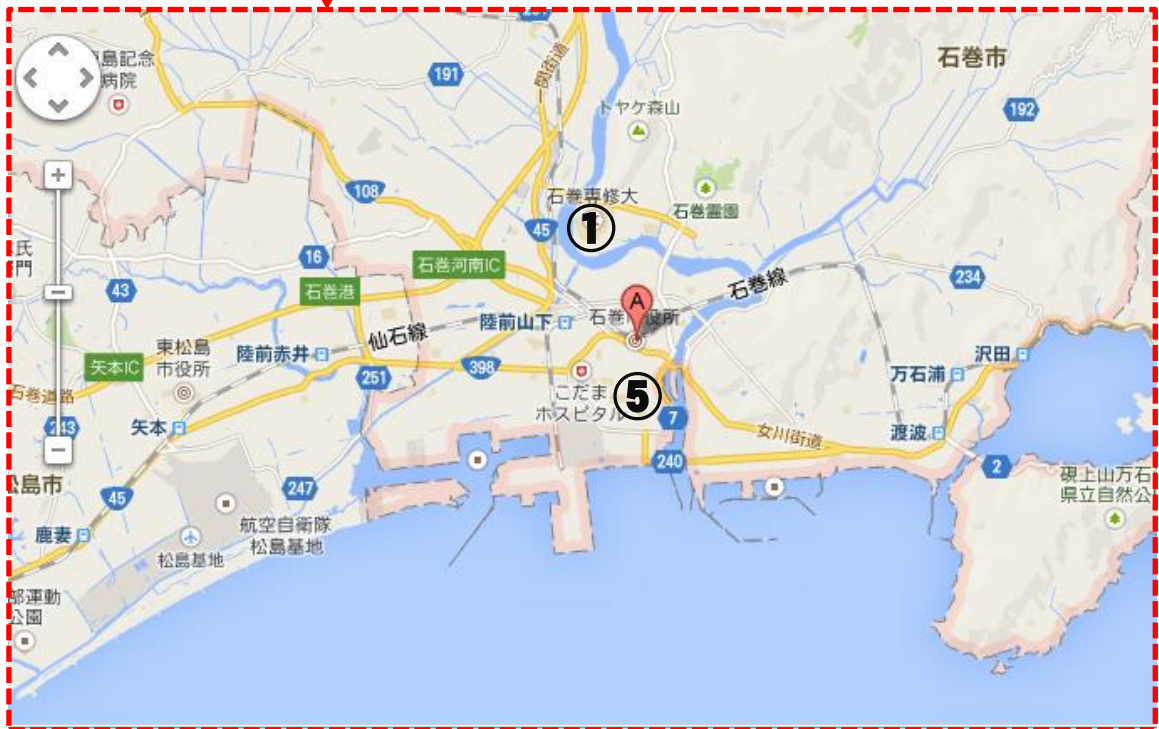 石巻市
島記念
病院
191
一関街道
トヤケ森山
192
108
石巻専修大
石巻霊園
45
①
16
石巻河南IC
石巻線
234
43
石巻港
A
陸前山下
仙石線
東松島
市役所
陸前赤井
矢本IC
251
398
沢田
万石浦
石巻道路
こだま
ホスピタル
⑤
7
243
矢本
女川街道
渡波
240
2
松島市
45
247
硯上山万石
県立自然公
鹿妻
航空自衛隊
松島基地
松島基地
部運動
公園